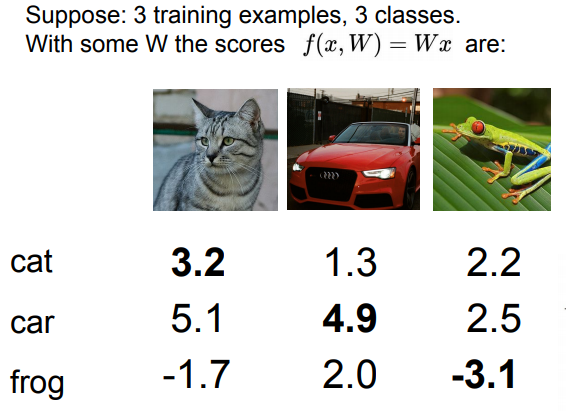 Suppose: 3 training examples, 3 classes.
With some W the scores f(x, W) = Wx are:
cat 3.2 1.3 2.2
car 5.1 4.9 2.5
frog -1.7 2.0 -3.1